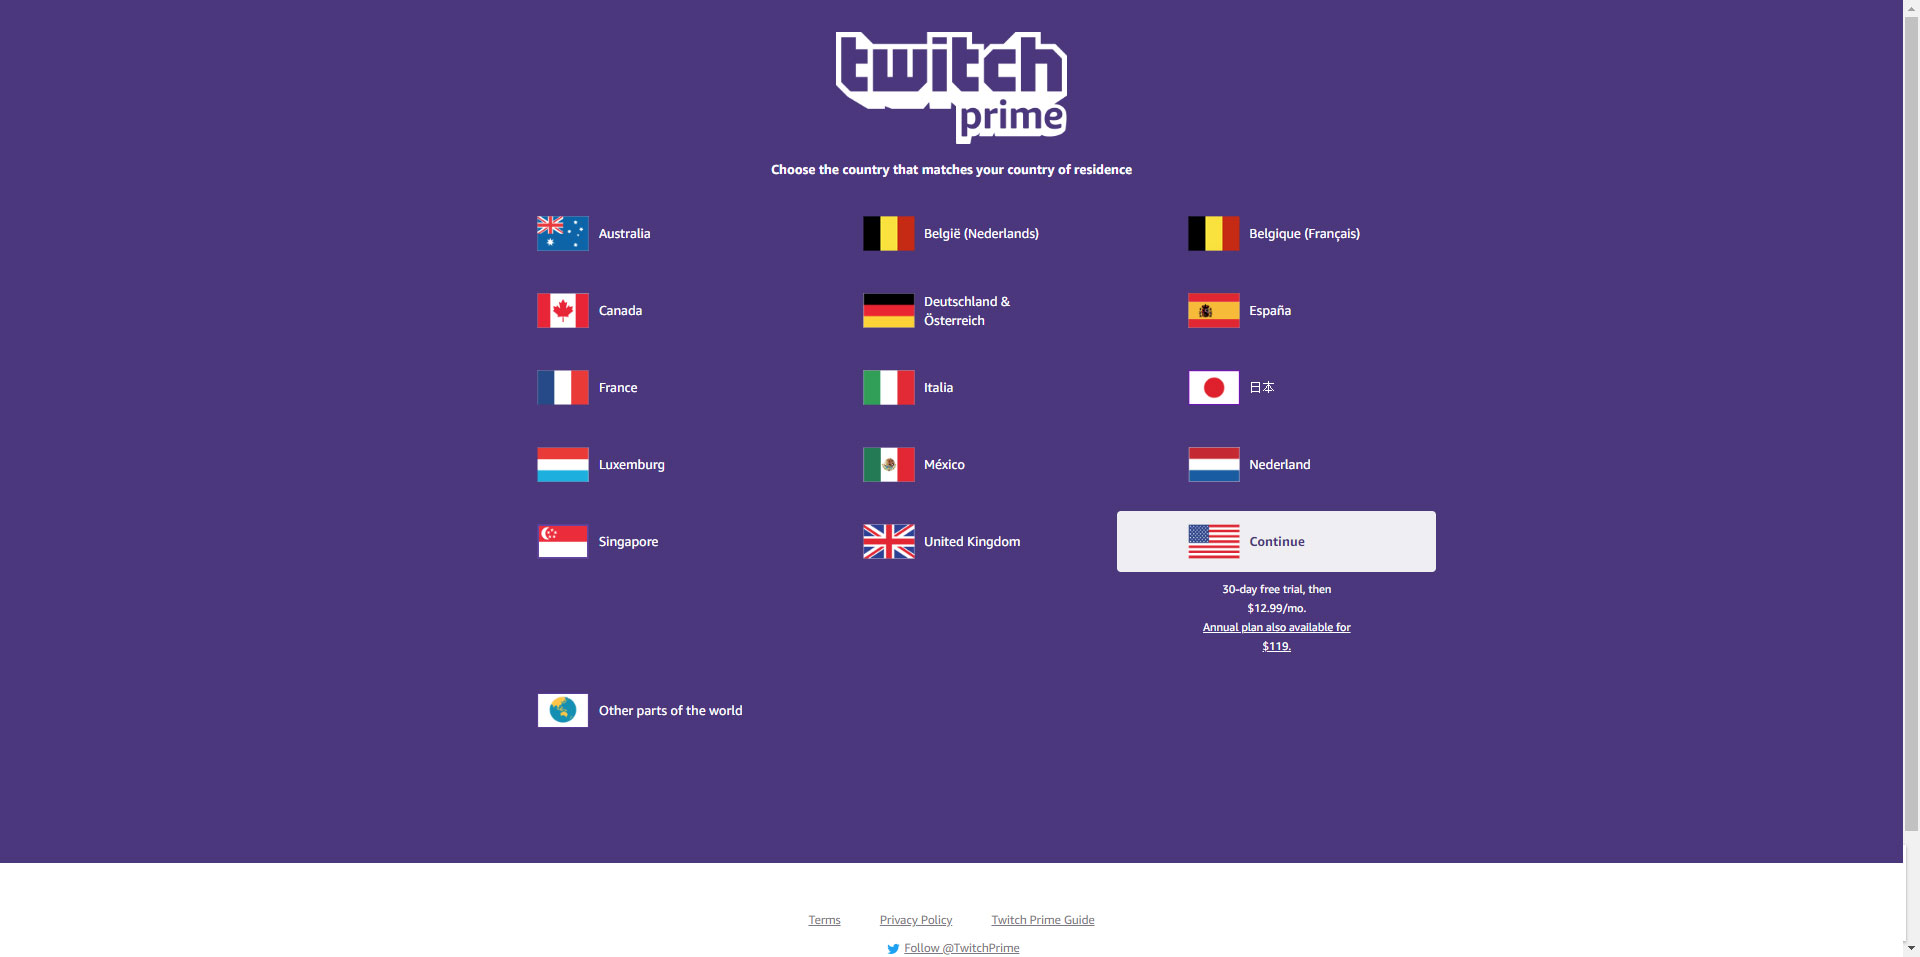 twitch
prime
Choose the country that matches your country of residence
Australia
België (Nederlands)
Belgique (Français)
Canada
Deutschland &
Österreich
España
France
Italia
日本
Luxemburg
México
Nederland
Singapore
United Kingdom
Continue
30-day free trial, then
$12.99/mo.
Annual plan also available for
$119.
Other parts of the world
Terms
Privacy Policy
Twitch Prime Guide
Follow @TwitchPrime